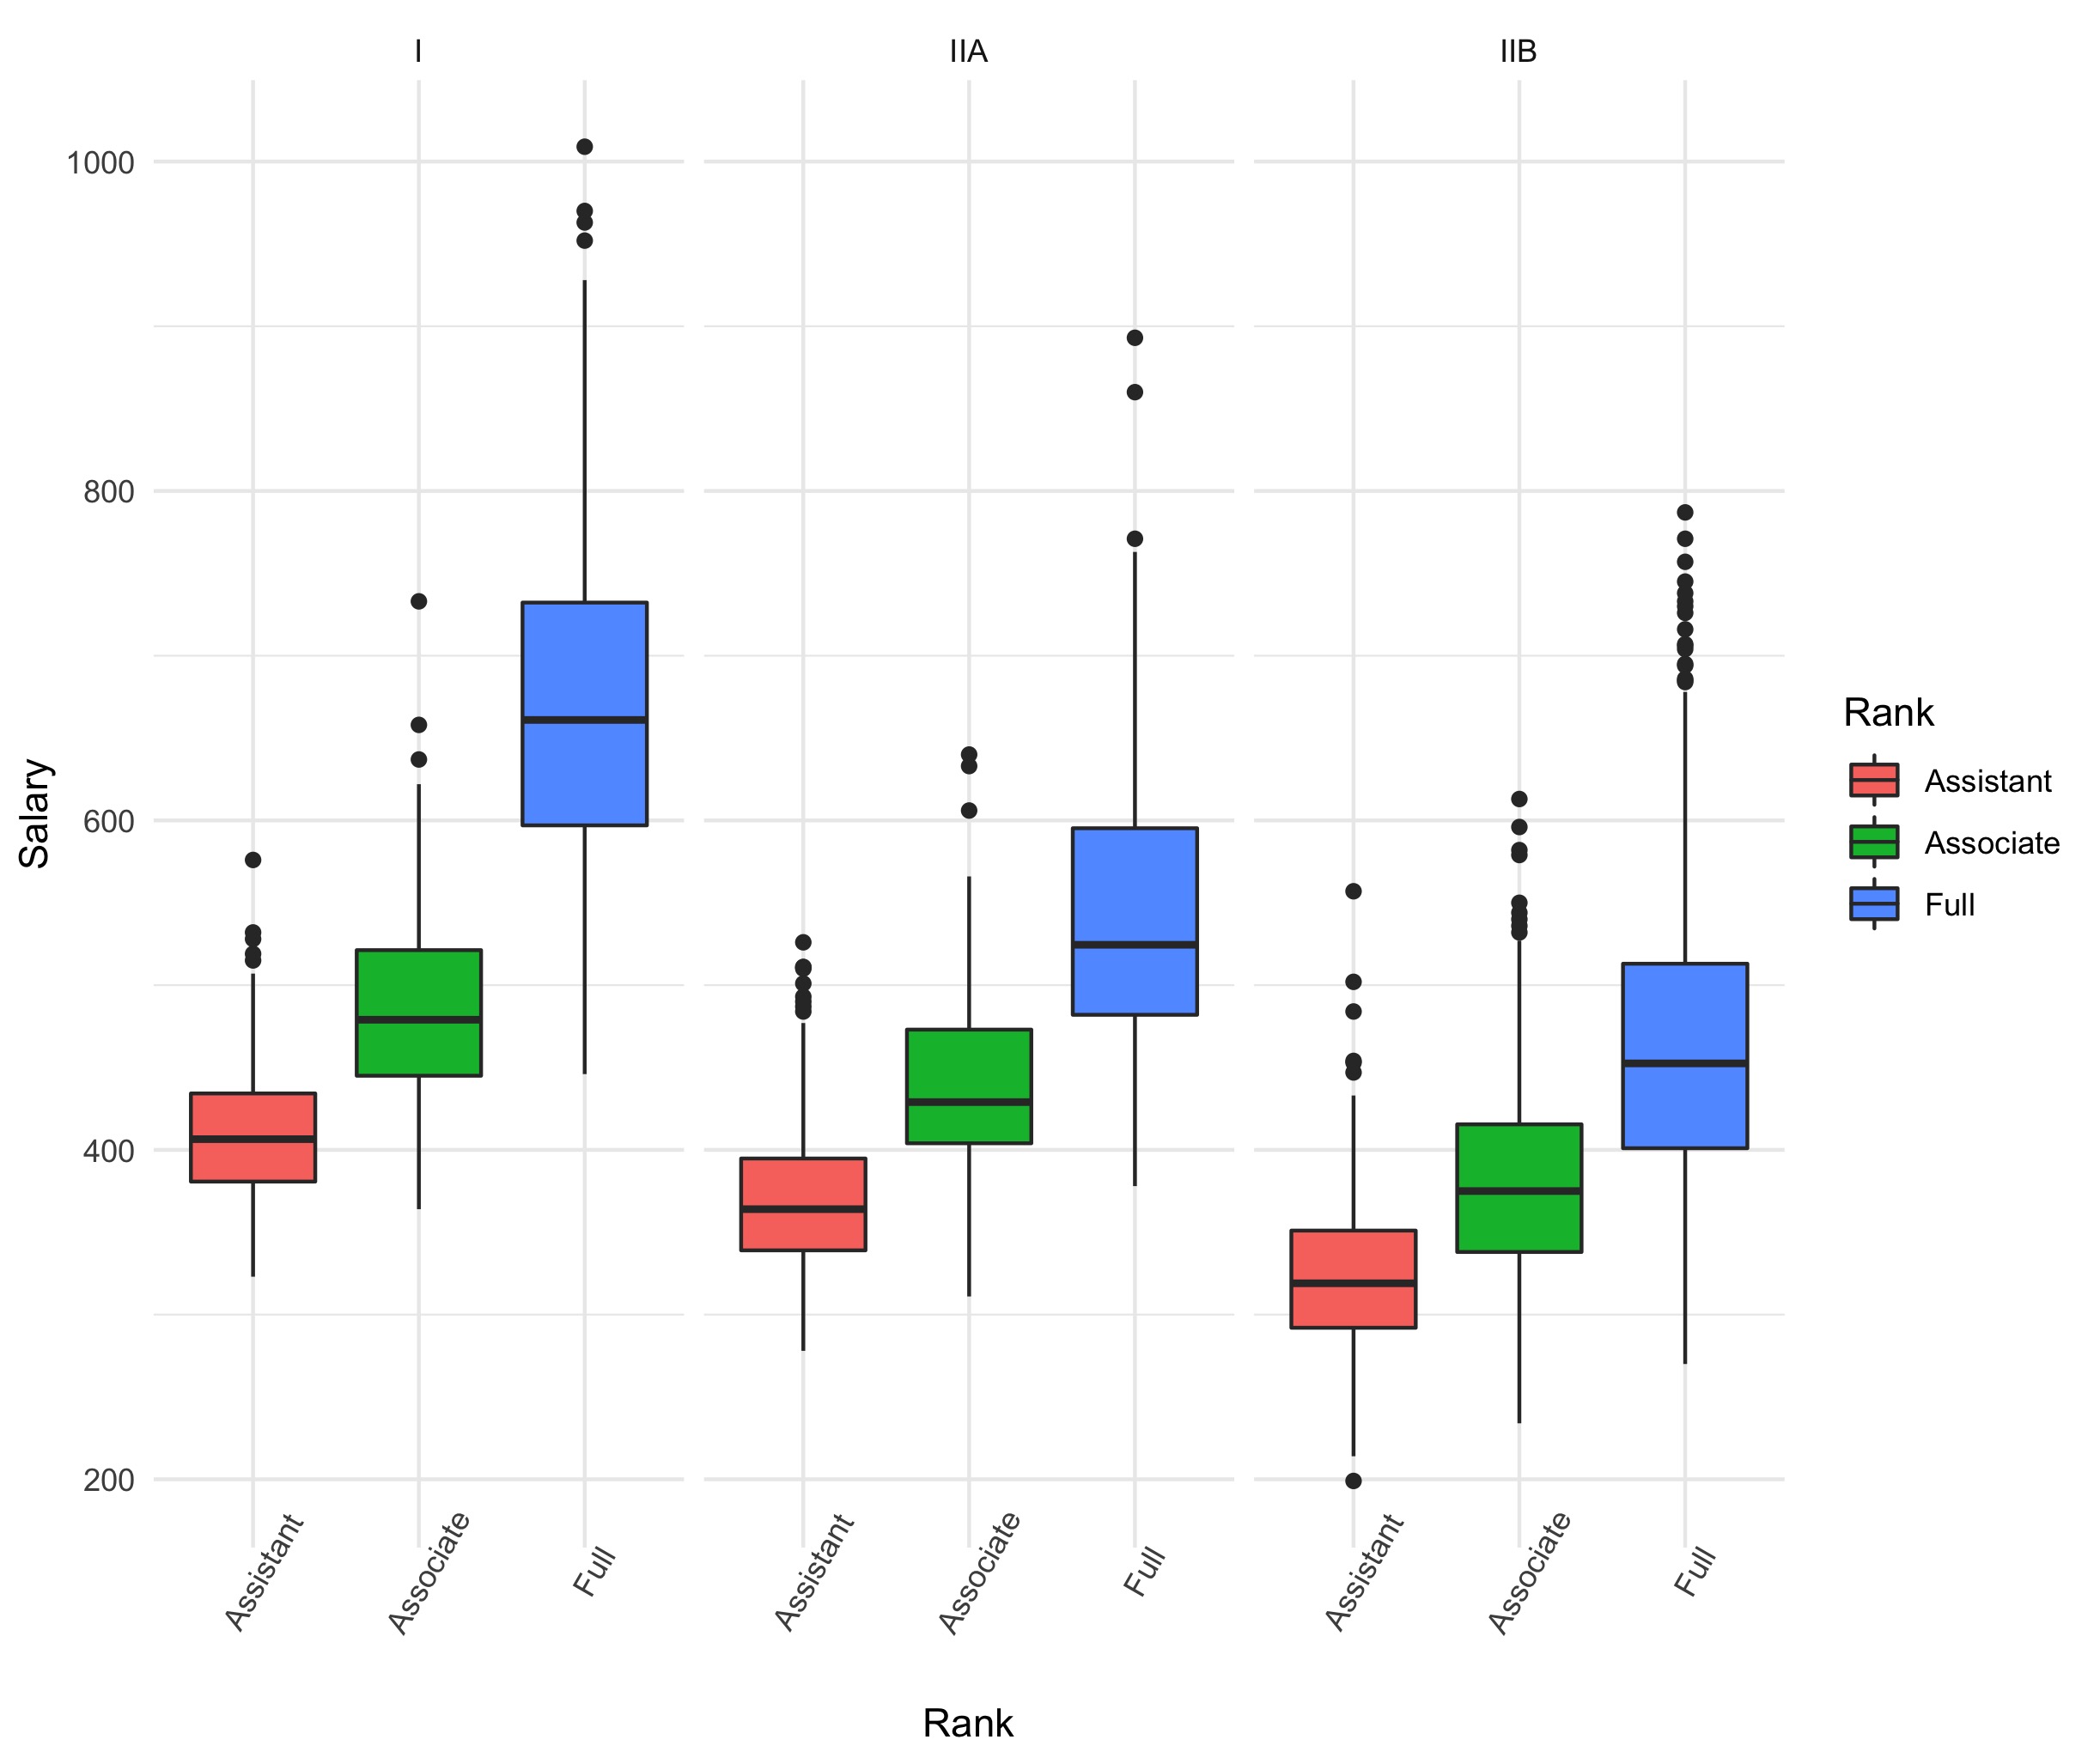 I
IIA
IIB
1000
800
600
400
200
Salary
Assistant
Associate
Full
Assistant
Associate
Full
Assistant
Associate
Full
Rank
Rank
Assistant
Associate
Full